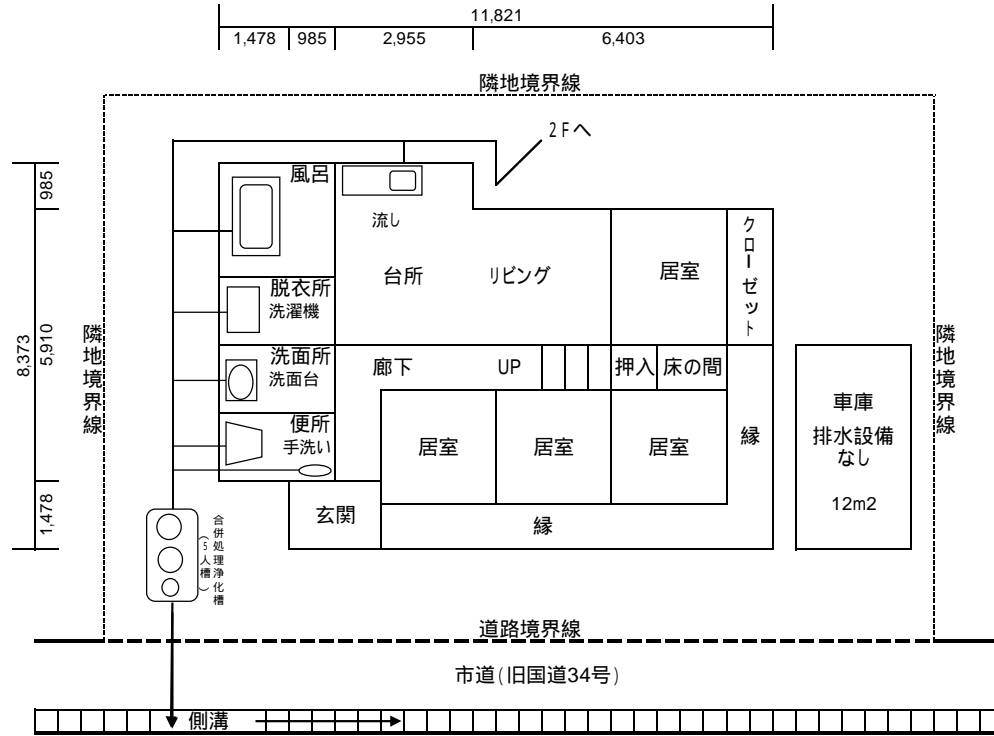 11,821
1,478
985
2,955
6,403
隣地境界線
2Fへ
985
5,910
8,373
1,478
風呂
流し
台所
リビング
居室
クローゼット
脱衣所
洗濯機
洗面所
洗面台
廊下
UP
押入
床の間
便所
手洗い
居室
居室
居室
縁
玄関
縁
隣地境界線
隣地境界線
車庫
排水設備
なし
12m2
合併処理浄化槽
(5人槽)
道路境界線
市道(旧国道34号)
側溝